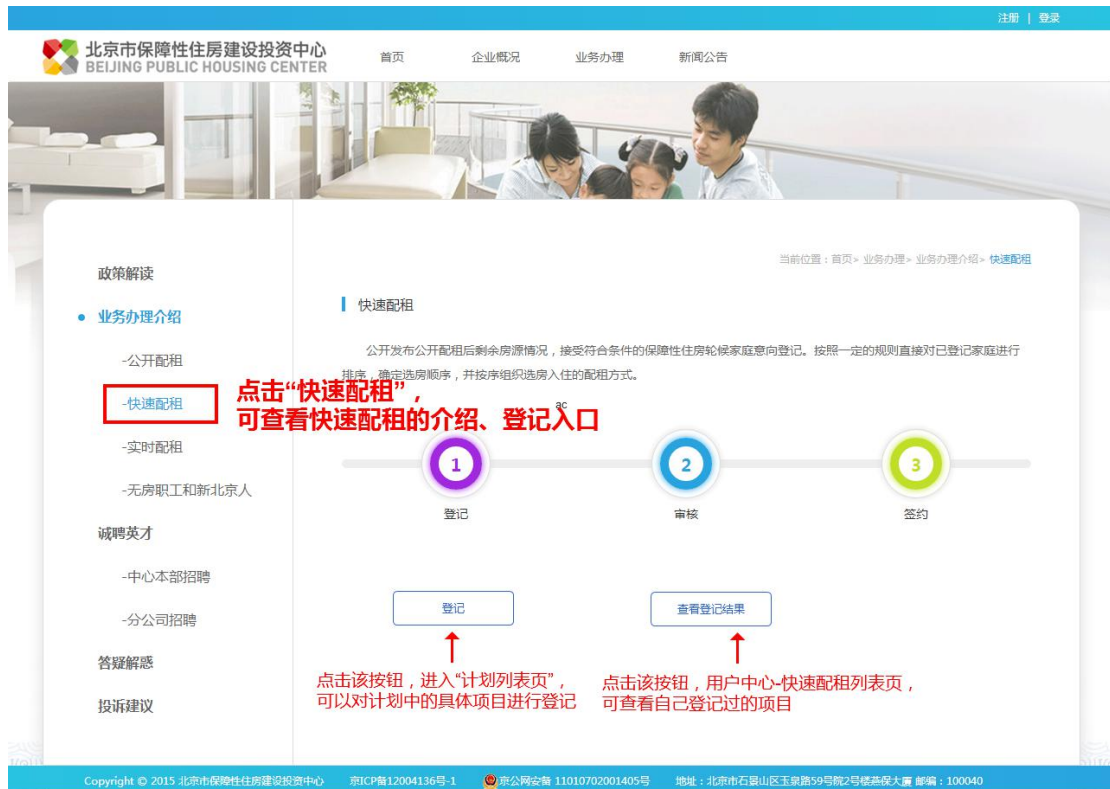 注册 | 登录
北京市保障性住房建设投资中心
BEIJING PUBLIC HOUSING CENTER
首页 企业概况 业务办理 新闻公告
当前位置：首页» 业务办理» 业务办理介绍» 快速配租
政策解读
业务办理介绍
-公开配租
-快速配租
-实时配租
-无房职工和新北京人
诚聘英才
-中心本部招聘
-分公司招聘
答疑解惑
投诉建议
快速配租
公开发布公开配租后剩余房源情况，接受符合条件的保障性住房轮候家庭意向登记。按照一定的规则直接对已登记家庭进行
排序，确定选房顺序，并按序组织选房入住的配租方式。
ac
点击“快速配租”，
可查看快速配租的介绍、登记入口
1 2 3
登记 审核 签约
登记 查看登记结果
点击该按钮，进入“计划列表页”，
可以对计划中的具体项目进行登记
点击该按钮，用户中心-快速配租列表页，
可查看自己登记过的项目
Copyright © 2015 北京市保障性住房建设投资中心 京ICP备12004136号-1 京公网安备 11010702001405号 地址：北京市石景山区玉泉路59号院2号楼燕保大厦 邮编：100040